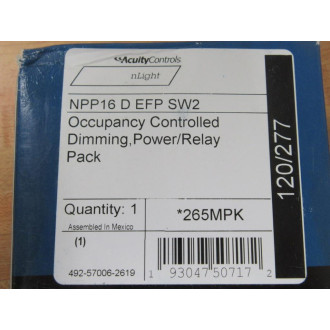 AcuityControls
nLight
NPP16 D EFP SW2
Occupancy Controlled
Dimming,Power/Relay
Pack
120/277
Quantity: 1
*265MPK
Assembled In Mexico
(1)
492-57006-2619
1 93047 50717 2